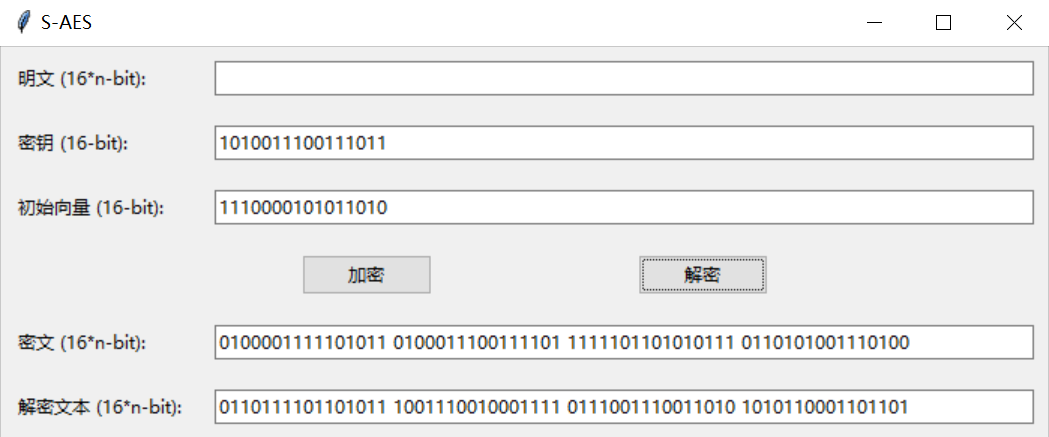 S-AES
明文 (16*n-bit):
密钥 (16-bit): 1010011100111011
初始向量 (16-bit): 1110000101011010
加密 解密
密文 (16*n-bit): 0100001111101011 0100011100111101 1111101101010111 0110101001110100
解密文本 (16*n-bit): 0110111101101011 1001110010001111 0111001110011010 1010110001101101